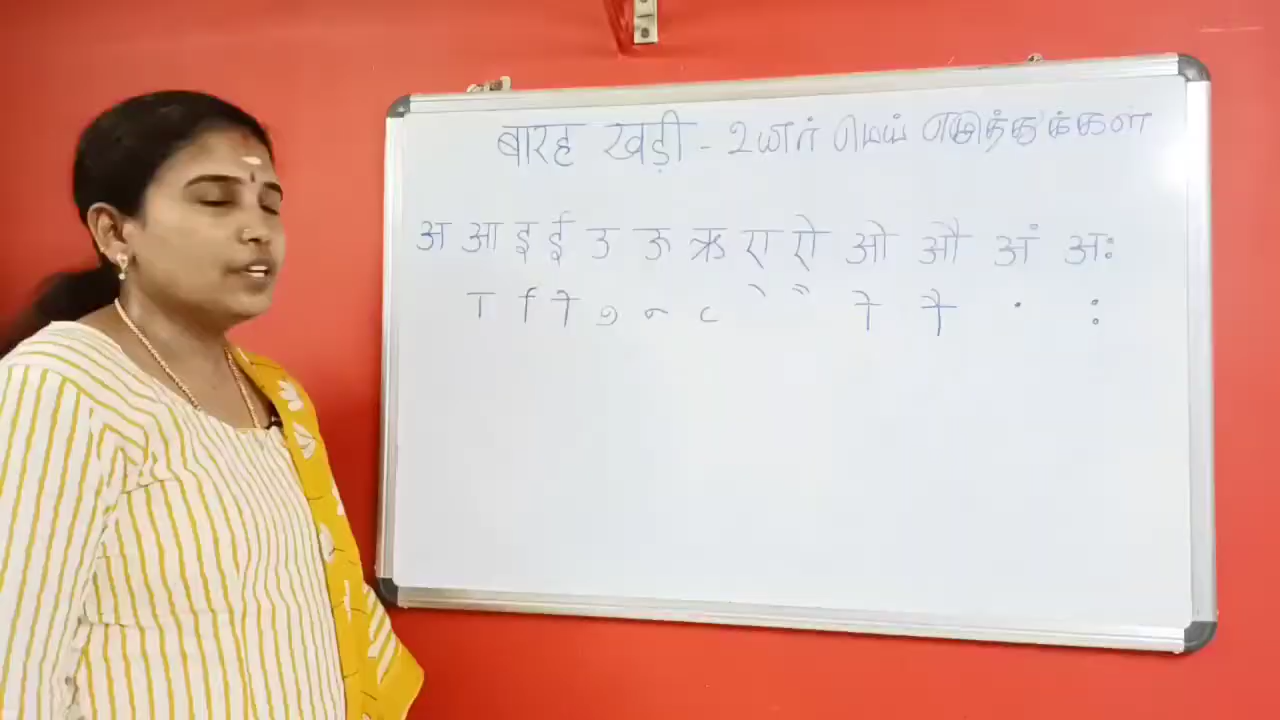 बारह खड़ी - உயிர் மெய் எழுத்துக்கள்
अ आ इ ई उ ऊ ऋ ए ऐ ओ औ अं अः
ा ि ी ु ू ृ े ै ो ौ ं ः